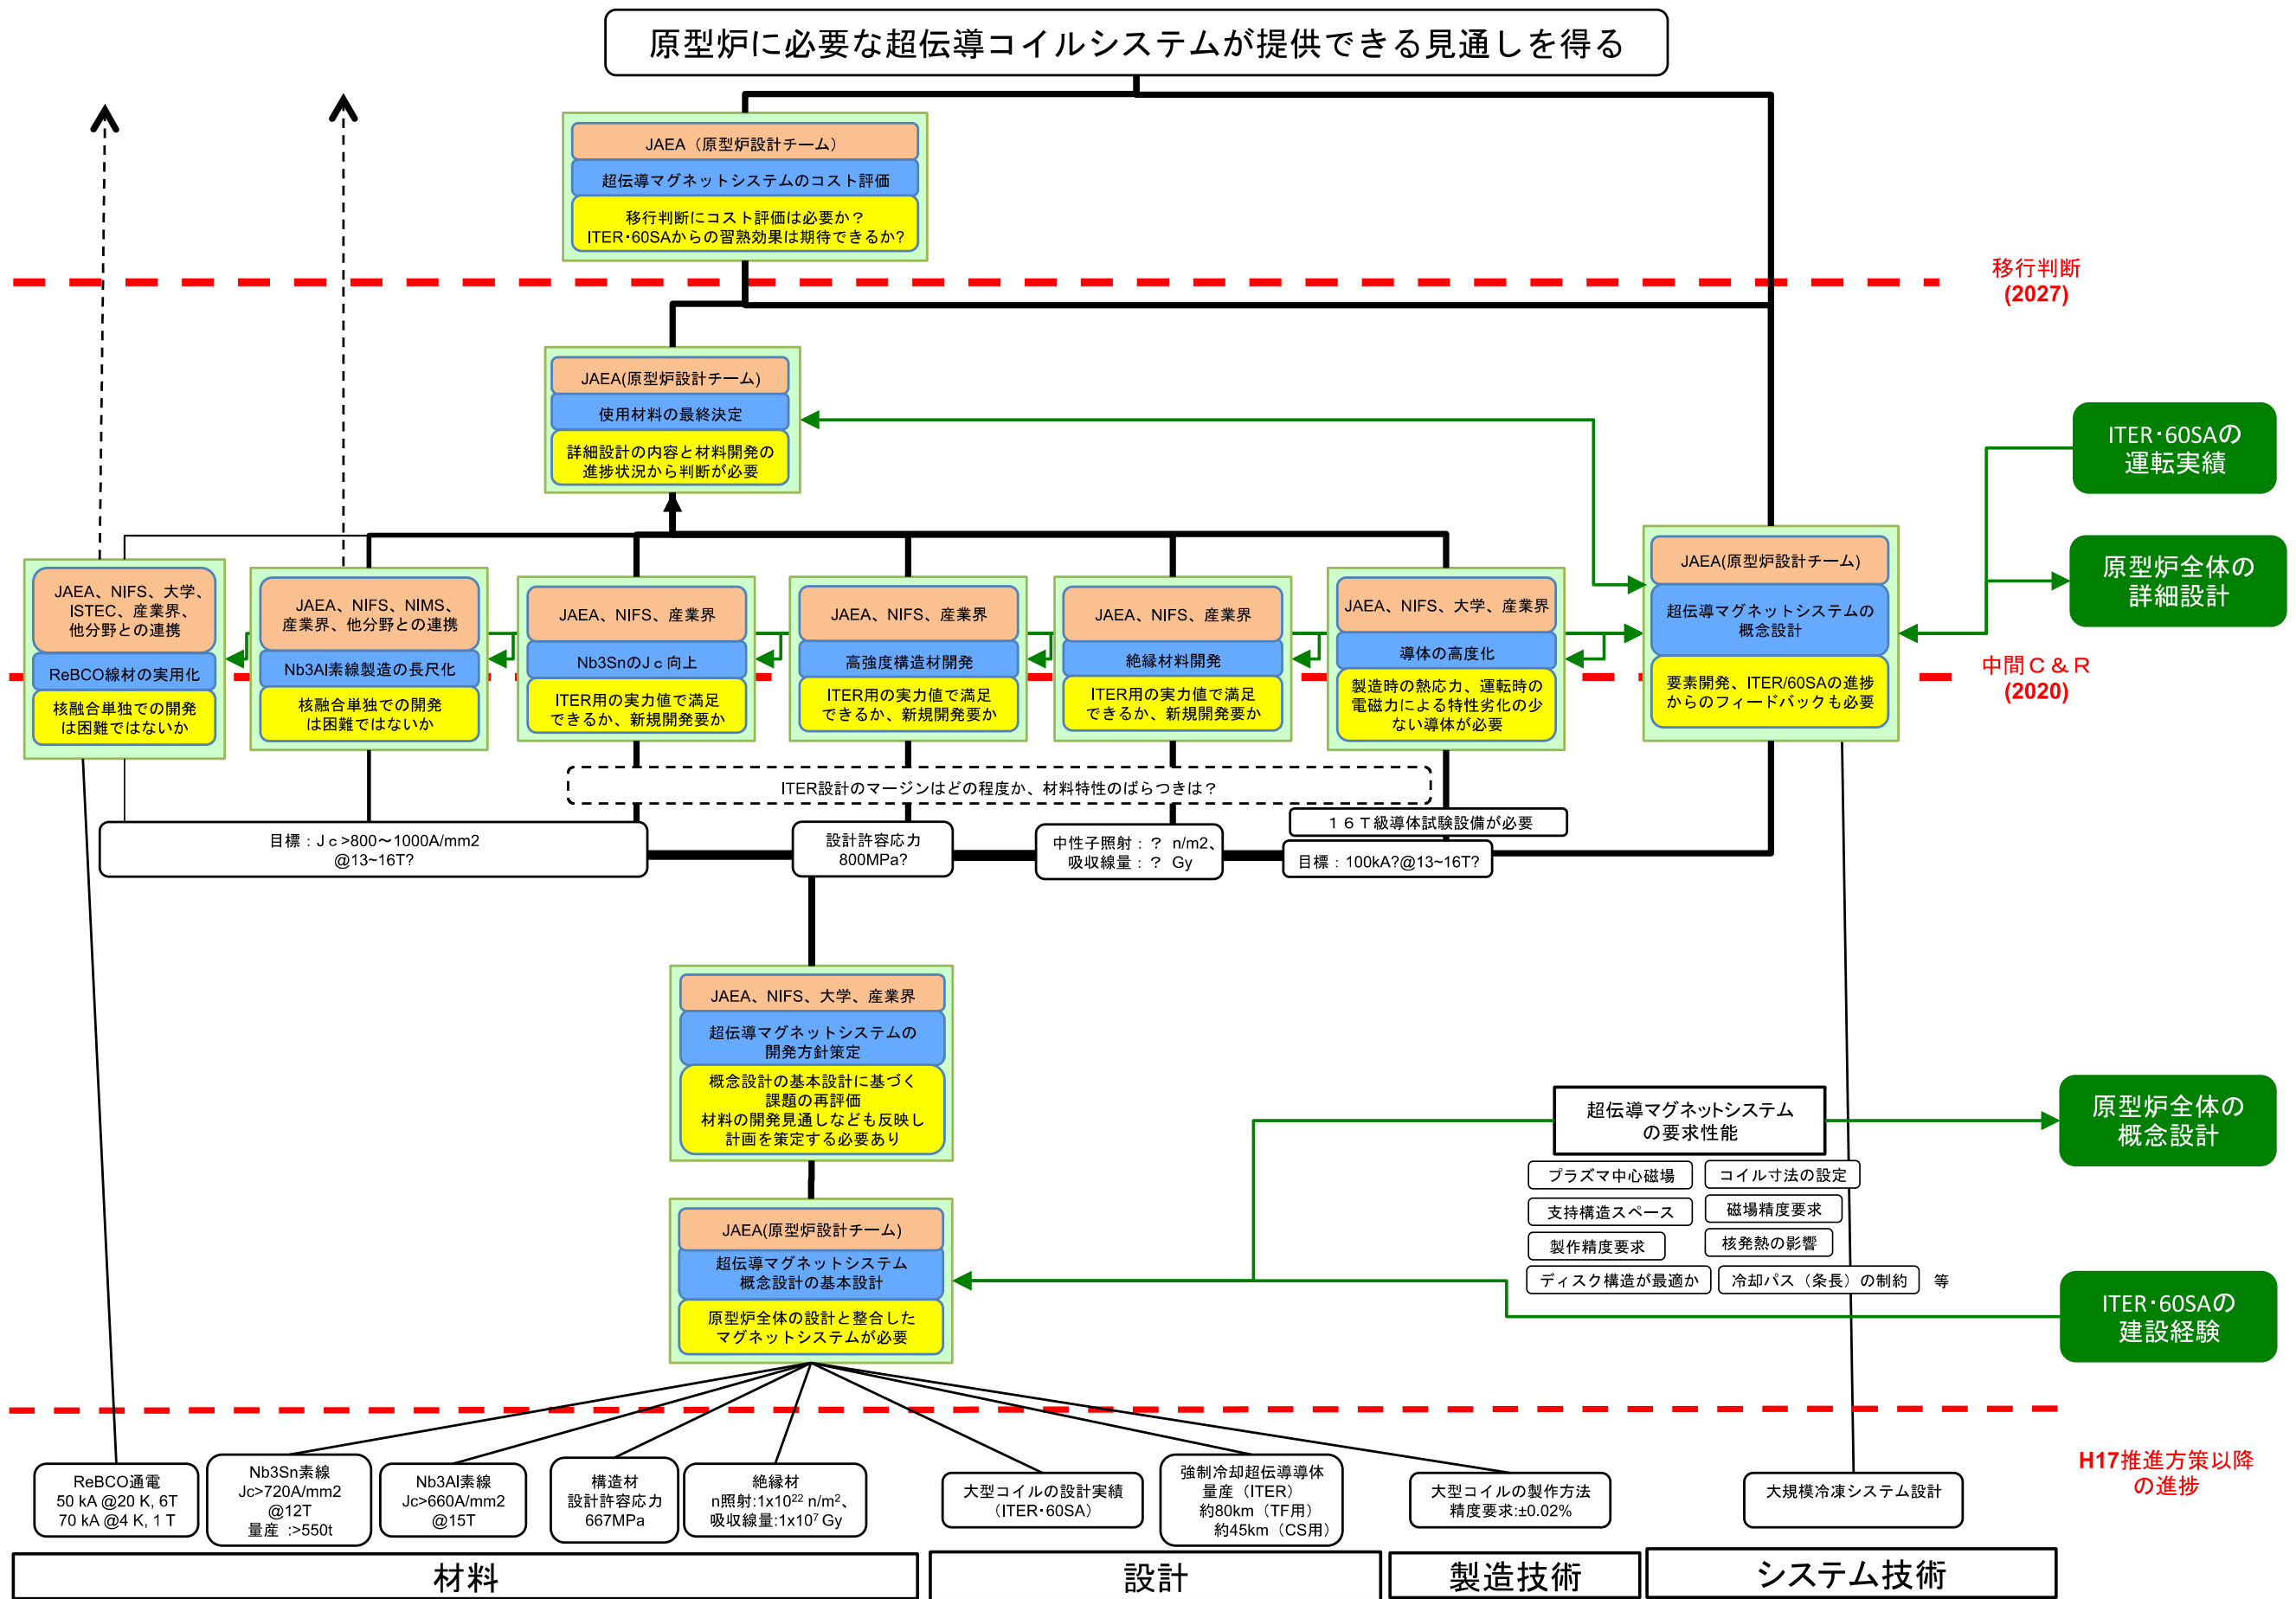 原型炉に必要な超伝導コイルシステムが提供できる見通しを得る
JAEA（原型炉設計チーム）
超伝導マグネットシステムのコスト評価
移行判断にコスト評価は必要か？
ITER・60SAからの習熟効果は期待できるか?
移行判断
(2027)
JAEA(原型炉設計チーム)
使用材料の最終決定
詳細設計の内容と材料開発の
進捗状況から判断が必要
ITER・60SAの
運転実績
原型炉全体の
詳細設計
JAEA、NIFS、大学、
ISTEC、産業界、
他分野との連携
ReBCO線材の実用化
核融合単独での開発
は困難ではないか
JAEA、NIFS、NIMS、
産業界、他分野との連携
Nb3Al素線製造の長尺化
核融合単独での開発
は困難ではないか
JAEA、NIFS、産業界
Nb3SnのJｃ向上
ITER用の実力値で満足
できるか、新規開発要か
JAEA、NIFS、産業界
高強度構造材開発
ITER用の実力値で満足
できるか、新規開発要か
JAEA、NIFS、産業界
絶縁材料開発
ITER用の実力値で満足
できるか、新規開発要か
JAEA、NIFS、大学、産業界
導体の高度化
製造時の熱応力、運転時の
電磁力による特性劣化の少
ない導体が必要
JAEA(原型炉設計チーム)
超伝導マグネットシステムの
概念設計
要素開発、ITER/60SAの進捗
からのフィードバックも必要
中間Ｃ＆Ｒ
(2020)
ITER設計のマージンはどの程度か、材料特性のばらつきは？
１６Ｔ級導体試験設備が必要
目標：Jｃ>800～1000A/mm2
@13~16T?
設計許容応力
800MPa?
中性子照射：？ n/m2、
吸収線量：？ Gy
目標：100kA?@13~16T?
JAEA、NIFS、大学、産業界
超伝導マグネットシステムの
開発方針策定
概念設計の基本設計に基づく
課題の再評価
材料の開発見通しなども反映し
計画を策定する必要あり
超伝導マグネットシステム
の要求性能
原型炉全体の
概念設計
プラズマ中心磁場
コイル寸法の設定
支持構造スペース
磁場精度要求
製作精度要求
核発熱の影響
ディスク構造が最適か
冷却パス（条長）の制約
等
JAEA(原型炉設計チーム)
超伝導マグネットシステム
概念設計の基本設計
原型炉全体の設計と整合した
マグネットシステムが必要
ITER・60SAの
建設経験
H17推進方策以降
の進捗
ReBCO通電
50 kA @20 K, 6T
70 kA @4 K, 1 T
Nb3Sn素線
Jc>720A/mm2
@12T
量産 :>550t
Nb3Al素線
Jc>660A/mm2
@15T
構造材
設計許容応力
667MPa
絶縁材
n照射:1x10²² n/m²、
吸収線量:1x10⁷ Gy
大型コイルの設計実績
（ITER・60SA）
強制冷却超伝導導体
量産（ITER）
約80km（TF用）
約45km（CS用）
大型コイルの製作方法
精度要求:±0.02%
大規模冷凍システム設計
材料
設計
製造技術
システム技術